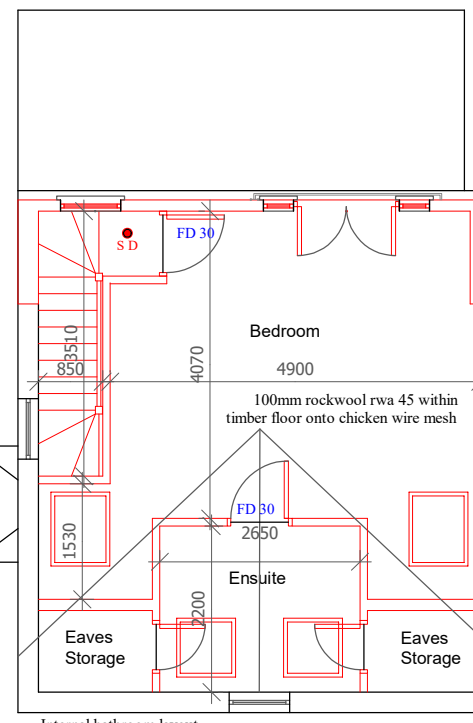 S D
FD 30
3510
850
4070
Bedroom
4900
100mm rockwool rwa 45 within
timber floor onto chicken wire mesh
FD 30
2650
1530
Ensuite
2200
Eaves
Storage
Eaves
Storage